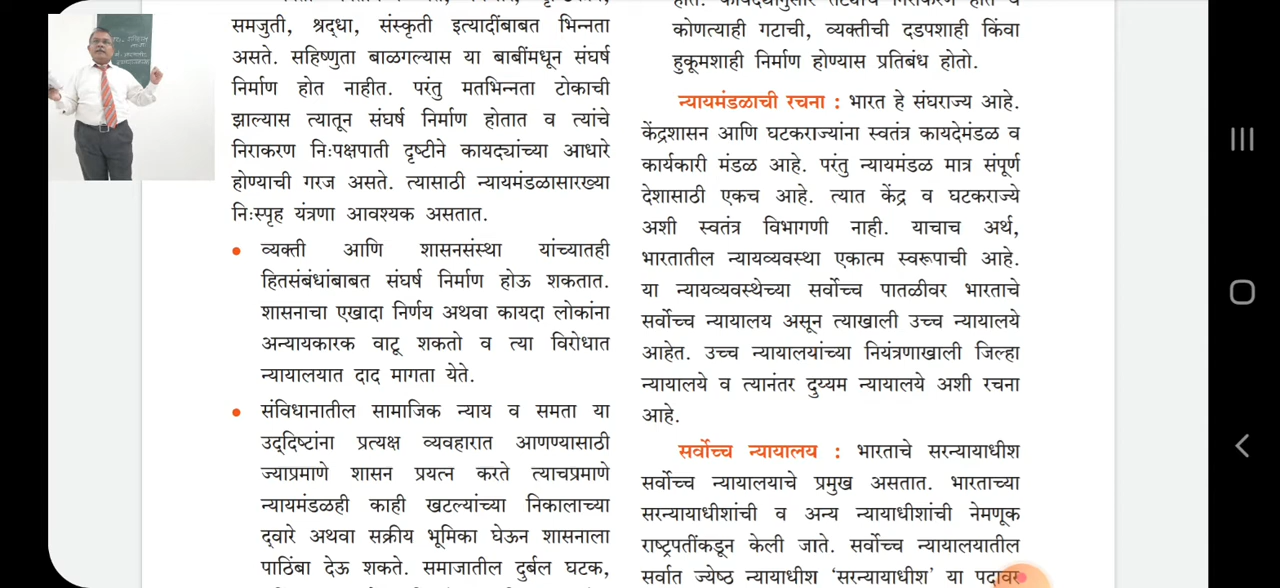 समजुती, श्रद्धा, संस्कृती इत्यादींबाबत भिन्नता
असते. सहिष्णुता बाळगल्यास या बाबींमधून संघर्ष
निर्माण होत नाहीत. परंतु मतभिन्नता टोकाची
झाल्यास त्यातून संघर्ष निर्माण होतात व त्यांचे
निराकरण निःपक्षपाती दृष्टीने कायद्यांच्या आधारे
होण्याची गरज असते. त्यासाठी न्यायमंडळासारख्या
निःस्पृह यंत्रणा आवश्यक असतात.
• व्यक्ती आणि शासनसंस्था यांच्यातही
हितसंबंधांबाबत संघर्ष निर्माण होऊ शकतात.
शासनाचा एखादा निर्णय अथवा कायदा लोकांना
अन्यायकारक वाटू शकतो व त्या विरोधात
न्यायालयात दाद मागता येते.
• संविधानातील सामाजिक न्याय व समता या
उद्दिष्टांना प्रत्यक्ष व्यवहारात आणण्यासाठी
ज्याप्रमाणे शासन प्रयत्न करते त्याचप्रमाणे
न्यायमंडळही काही खटल्यांच्या निकालाच्या
द्वारे अथवा सक्रीय भूमिका घेऊन शासनाला
पाठिंबा देऊ शकते. समाजातील दुर्बल घटक,
होते. कायद्यानुसार तंट्यांचे निराकरण होते व
कोणत्याही गटाची, व्यक्तीची दडपशाही किंवा
हुकूमशाही निर्माण होण्यास प्रतिबंध होतो.
न्यायमंडळाची रचना : भारत हे संघराज्य आहे.
केंद्रशासन आणि घटकराज्यांना स्वतंत्र कायदेमंडळ व
कार्यकारी मंडळ आहे. परंतु न्यायमंडळ मात्र संपूर्ण
देशासाठी एकच आहे. त्यात केंद्र व घटकराज्ये
अशी स्वतंत्र विभागणी नाही. याचाच अर्थ,
भारतातील न्यायव्यवस्था एकात्म स्वरूपाची आहे.
या न्यायव्यवस्थेच्या सर्वोच्च पातळीवर भारताचे
सर्वोच्च न्यायालय असून त्याखाली उच्च न्यायालये
आहेत. उच्च न्यायालयांच्या नियंत्रणाखाली जिल्हा
न्यायालये व त्यानंतर दुय्यम न्यायालये अशी रचना
आहे.
सर्वोच्च न्यायालय : भारताचे सरन्यायाधीश
सर्वोच्च न्यायालयाचे प्रमुख असतात. भारताच्या
सरन्यायाधीशांची व अन्य न्यायाधीशांची नेमणूक
राष्ट्रपतींकडून केली जाते. सर्वोच्च न्यायालयातील
सर्वात ज्येष्ठ न्यायाधीश ‘सरन्यायाधीश’ या पदावर